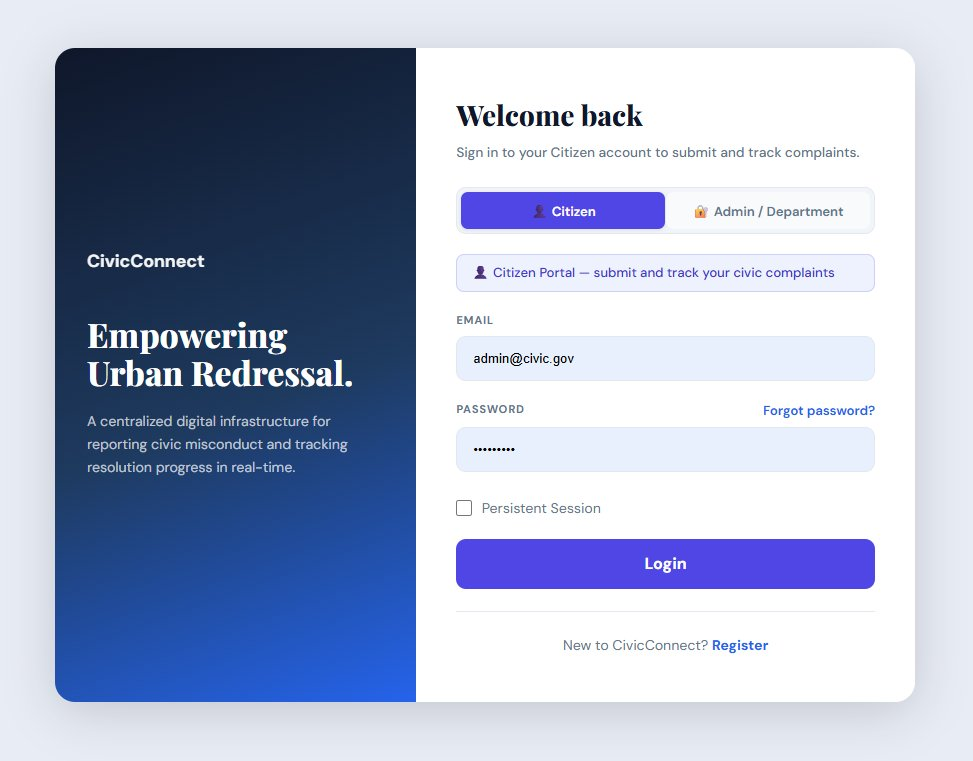 CivicConnect
Empowering
Urban Redressal.
A centralized digital infrastructure for
reporting civic misconduct and tracking
resolution progress in real-time.
Welcome back
Sign in to your Citizen account to submit and track complaints.
👤 Citizen
🔐 Admin / Department
👤 Citizen Portal — submit and track your civic complaints
EMAIL
admin@civic.gov
PASSWORD
Forgot password?
•••••••••
Persistent Session
Login
New to CivicConnect? Register